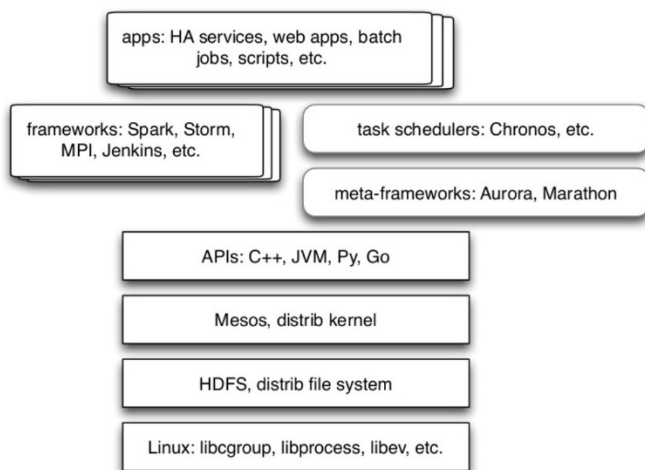 apps: HA services, web apps, batch
jobs, scripts, etc.
frameworks: Spark, Storm,
MPI, Jenkins, etc.
task schedulers: Chronos, etc.
meta-frameworks: Aurora, Marathon
APIs: C++, JVM, Py, Go
Mesos, distrib kernel
HDFS, distrib file system
Linux: libcgroup, libprocess, libev, etc.